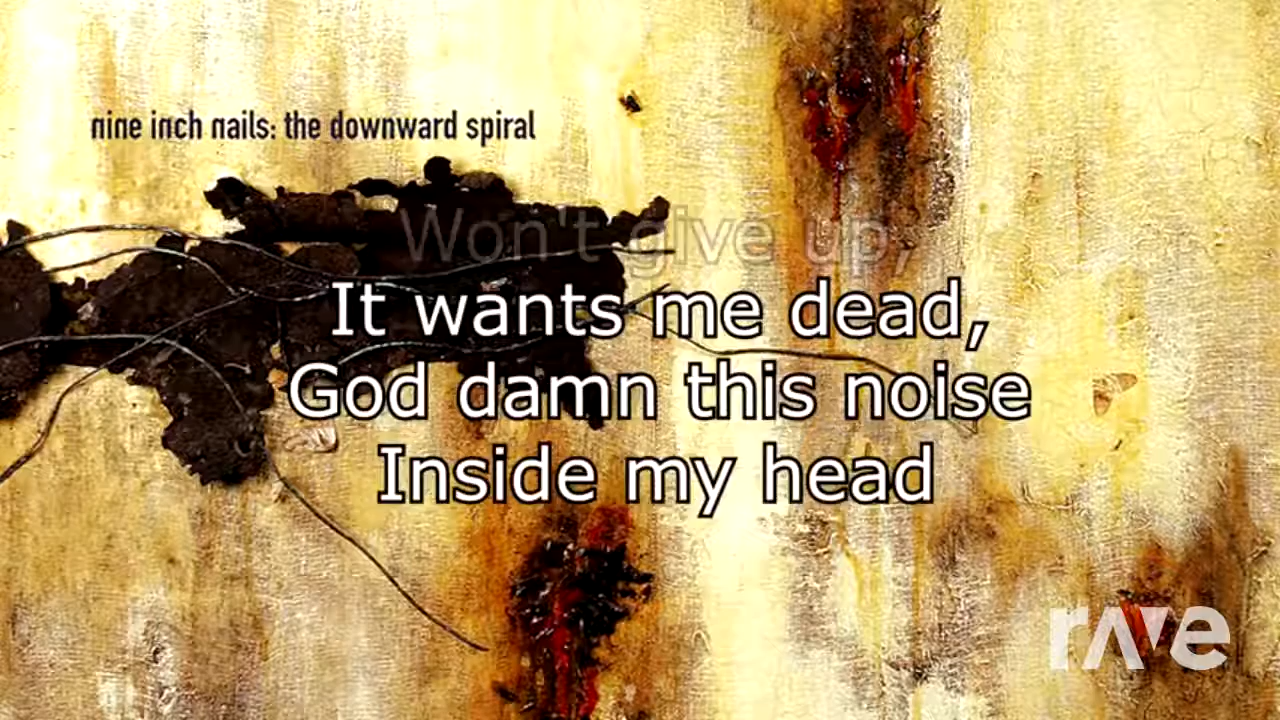 nine inch nails: the downward spiral
Won't give up,
It wants me dead,
God damn this noise
Inside my head
rave